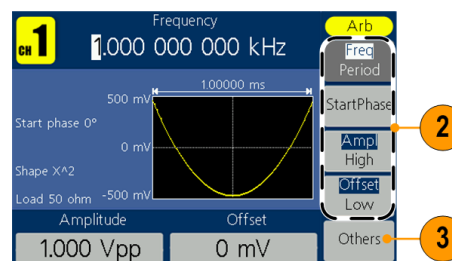 CH 1
Frequency
1.000 000 000 kHz
Arb
Freq
Period
StartPhase
Ampl
High
Offset
Low
Others
2
3
1.00000 ms
500 mV
Start phase 0°
0 mV
Shape X^2
Load 50 ohm
-500 mV
Amplitude
Offset
1.000 Vpp
0 mV